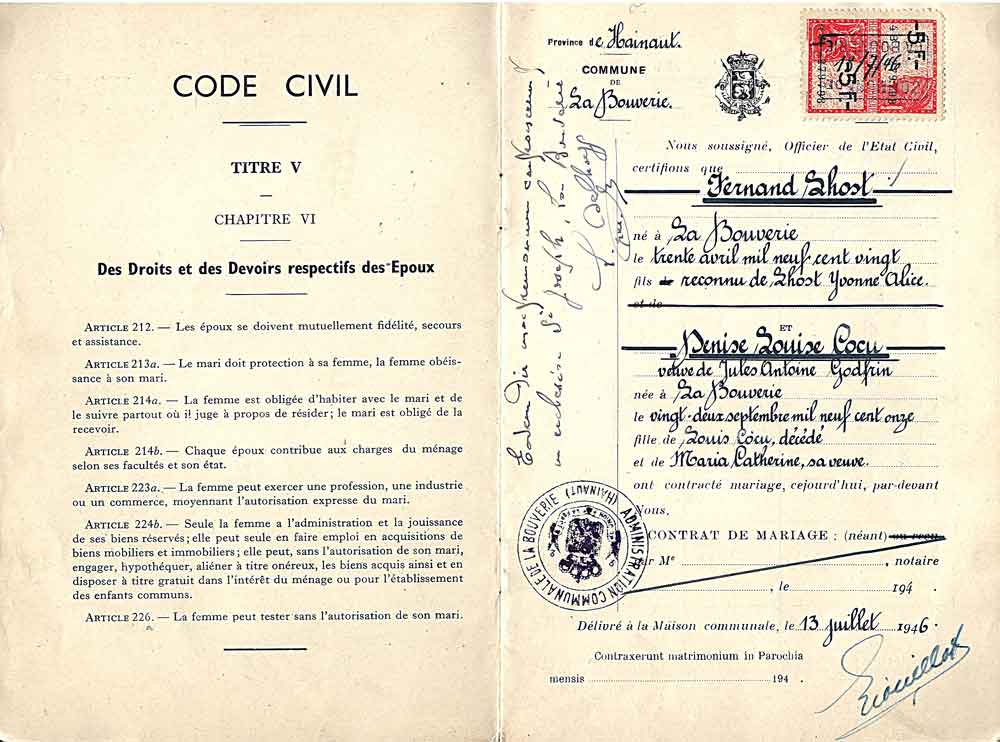 CODE CIVIL
TITRE V
CHAPITRE VI
Des Droits et des Devoirs respectifs des Epoux
ARTICLE 212. — Les époux se doivent mutuellement fidélité, secours
et assistance.
ARTICLE 213a. — Le mari doit protection à sa femme, la femme obéis-
sance à son mari.
ARTICLE 214a. — La femme est obligée d'habiter avec le mari et de
le suivre partout où il juge à propos de résider; le mari est obligé de la
recevoir.
ARTICLE 214b. — Chaque époux contribue aux charges du ménage
selon ses facultés et son état.
ARTICLE 223a. — La femme peut exercer une profession, une industrie
ou un commerce, moyennant l'autorisation expresse du mari.
ARTICLE 224b. — Seule la femme a l'administration et la jouissance
de ses biens réservés; elle peut seule en faire emploi en acquisitions de
biens mobiliers et immobiliers; elle peut, sans l'autorisation de son mari,
engager, hypothéquer, aliéner à titre onéreux, les biens acquis ainsi et en
disposer à titre gratuit dans l'intérêt du ménage ou pour l'établissement
des enfants communs.
ARTICLE 226. — La femme peut tester sans l'autorisation de son mari.
Province de Hainaut.
COMMUNE
DE
La Bouverie.
-5F-
18/7/46
-5F-
Nous soussigné, Officier de l'Etat Civil,
certifions que
Fernand Lhost
né à La Bouverie
le trente avril mil neuf cent vingt
fils de reconnu de Lhost Yvonne Alice.
et de
ET
Denise Louise Cocu
veuve de Jules Antoine Godfrin
née à La Bouverie
le vingt-deux septembre mil neuf cent onze
fille de Louis Cocu, décédé
et de Maria Catherine, sa veuve.
ont contracté mariage, cejourd'hui, par-devant
Nous.
CONTRAT DE MARIAGE : (néant) ou reçu
par Me , notaire
, le 194
Délivré à la Maison communale, le 13 juillet 1946.
Contraxerunt matrimonium in Parochia
mensis 194 .
ADMINISTRATION COMMUNALE DE LA BOUVERIE (HAINAUT)
Eodem die
St Joseph, La Bouverie